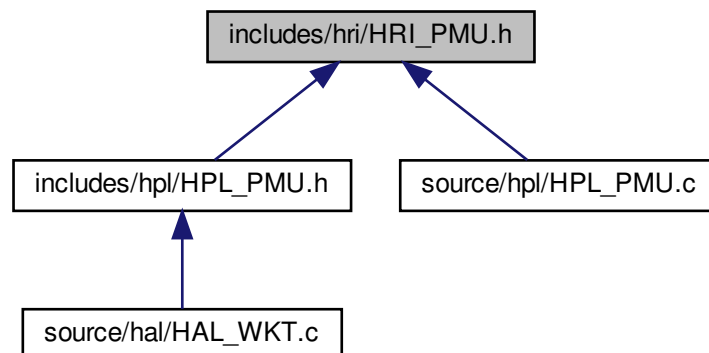 includes/hri/HRI_PMU.h
includes/hpl/HPL_PMU.h
source/hpl/HPL_PMU.c
source/hal/HAL_WKT.c